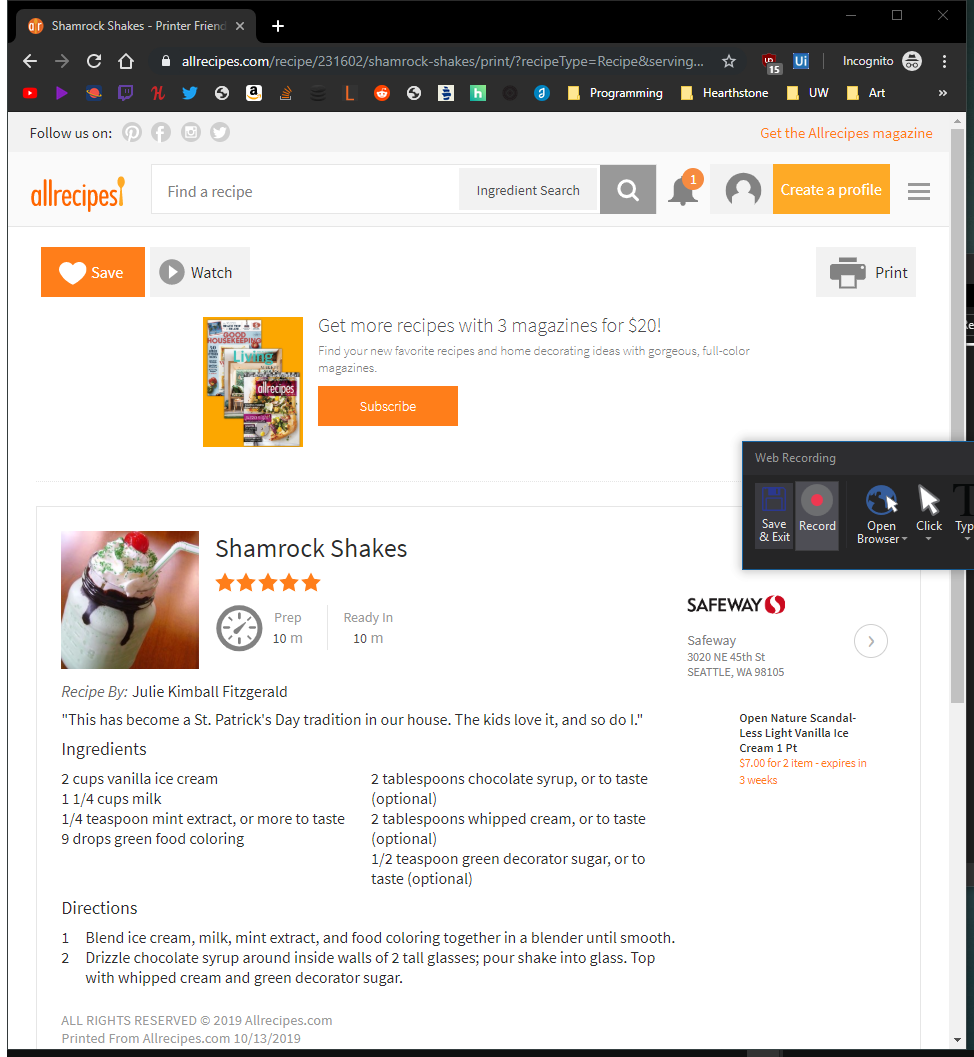 Shamrock Shakes - Printer Friend
allrecipes.com/recipe/231602/shamrock-shakes/print/?recipeType=Recipe&serving...
15
Ui
Incognito
Programming
Hearthstone
UW
Art
»
Follow us on:
Get the Allrecipes magazine
allrecipes!
Find a recipe
Ingredient Search
1
Create a profile
Save
Watch
Print
GOOD HOUSEKEEPING
Living
allrecipes
Get more recipes with 3 magazines for $20!
Find your new favorite recipes and home decorating ideas with gorgeous, full-color
magazines.
Subscribe
Web Recording
Save
& Exit
Record
Open
Browser
Click
Typ
Shamrock Shakes
Prep
10 m
Ready In
10 m
SAFEWAY
Safeway
3020 NE 45th St
SEATTLE, WA 98105
Recipe By: Julie Kimball Fitzgerald
"This has become a St. Patrick's Day tradition in our house. The kids love it, and so do I."
Open Nature Scandal-
Less Light Vanilla Ice
Cream 1 Pt
$7.00 for 2 item - expires in
3 weeks
Ingredients
2 cups vanilla ice cream
1 1/4 cups milk
1/4 teaspoon mint extract, or more to taste
9 drops green food coloring
2 tablespoons chocolate syrup, or to taste
(optional)
2 tablespoons whipped cream, or to taste
(optional)
1/2 teaspoon green decorator sugar, or to
taste (optional)
Directions
1 Blend ice cream, milk, mint extract, and food coloring together in a blender until smooth.
2 Drizzle chocolate syrup around inside walls of 2 tall glasses; pour shake into glass. Top
with whipped cream and green decorator sugar.
ALL RIGHTS RESERVED © 2019 Allrecipes.com
Printed From Allrecipes.com 10/13/2019